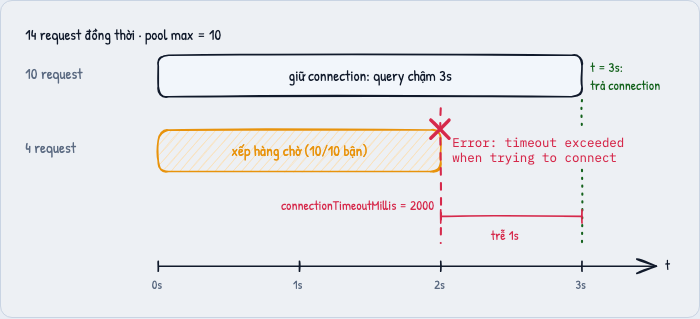 14 request đồng thời · pool max = 10
10 request
giữ connection: query chậm 3s
t = 3s:
trả connection
4 request
xếp hàng chờ (10/10 bận)
Error: timeout exceeded
when trying to connect
connectionTimeoutMillis = 2000
trễ 1s
t
0s
1s
2s
3s